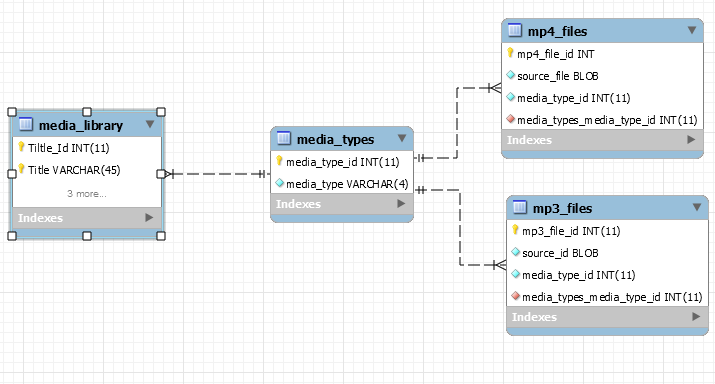 media_library
Tiltle_Id INT(11)
Title VARCHAR(45)
3 more...
Indexes
media_types
media_type_id INT(11)
media_type VARCHAR(4)
Indexes
mp4_files
mp4_file_id INT
source_file BLOB
media_type_id INT(11)
media_types_media_type_id INT(11)
Indexes
mp3_files
mp3_file_id INT(11)
source_id BLOB
media_type_id INT(11)
media_types_media_type_id INT(11)
Indexes